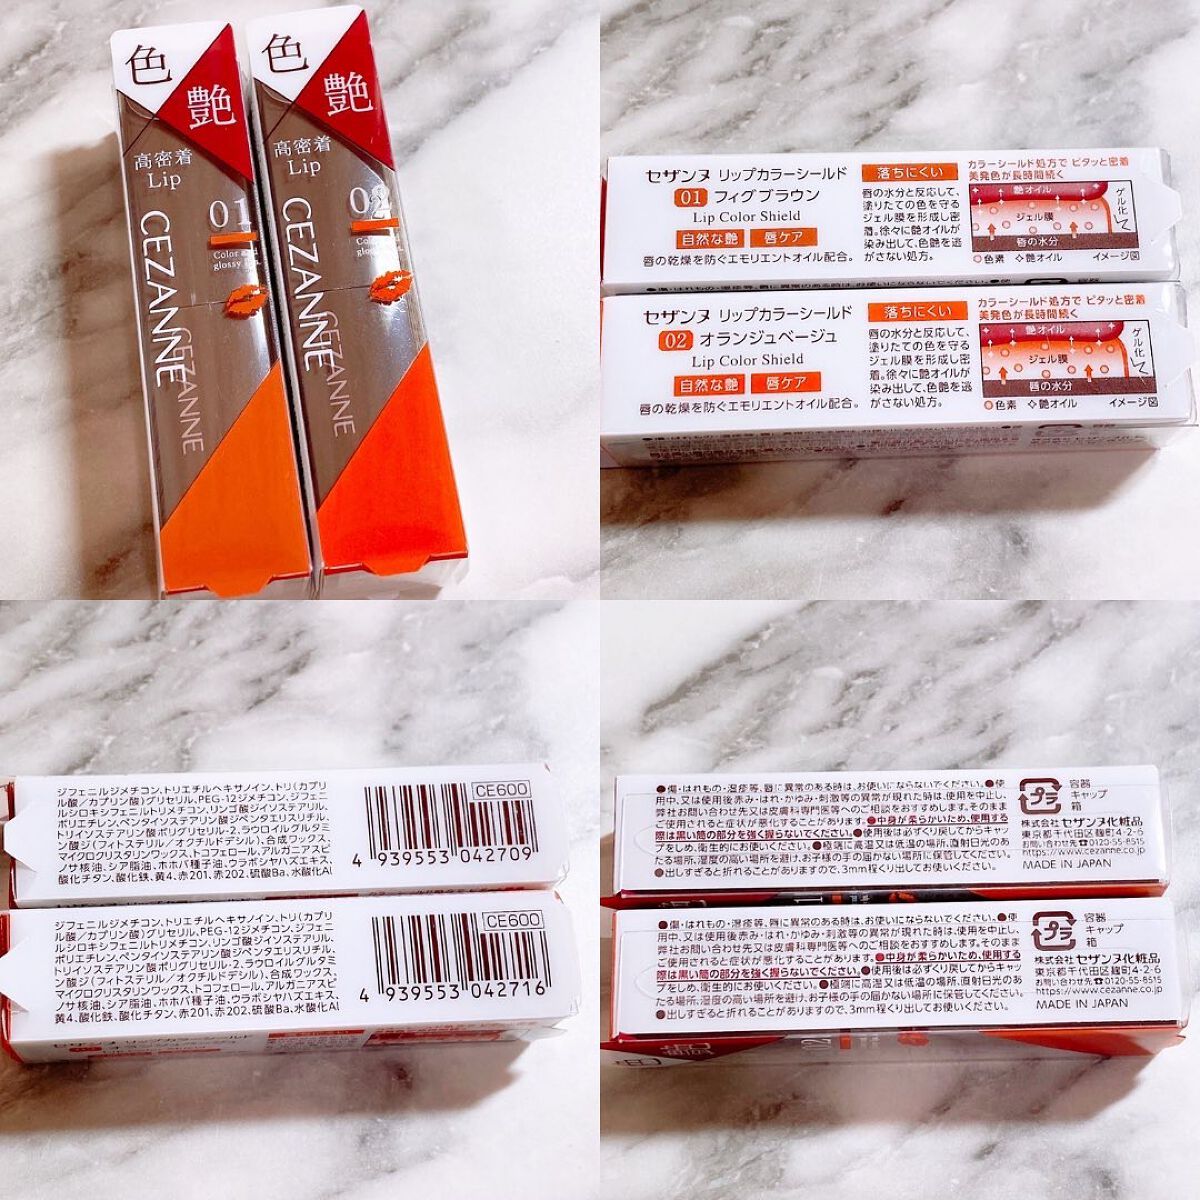 色
艶
高密着
Lip
01
Color and
glossy
CEZANNE
CEZANNE
色
艶
高密着
Lip
02
CEZANNE
CEZANNE
セザンヌ リップカラーシールド
01 フィグブラウン
Lip Color Shield
自然な艶 唇ケア
唇の乾燥を防ぐエモリエントオイル配合。
落ちにくい
唇の水分と反応して、
塗りたての色を守る
ジェル膜を形成し密
着。徐々に艶オイルが
染み出して、色艶を逃
がさない処方。
カラーシールド処方で ピタッと密着
美発色が長時間続く
艶オイル
ジェル膜
唇の水分
ゲル化
色素 艶オイル イメージ図
セザンヌ リップカラーシールド
02 オランジュベージュ
Lip Color Shield
自然な艶 唇ケア
唇の乾燥を防ぐエモリエントオイル配合。
落ちにくい
唇の水分と反応して、
塗りたての色を守る
ジェル膜を形成し密
着。徐々に艶オイルが
染み出して、色艶を逃
がさない処方。
カラーシールド処方で ピタッと密着
美発色が長時間続く
艶オイル
ジェル膜
唇の水分
ゲル化
色素 艶オイル イメージ図
ジフェニルジメチコン、トリエチルヘキサノイン、トリ(カプリ
ル酸/カプリン酸)グリセリル、PEG-12ジメチコン、ジフェニ
ルシロキシフェニルトリメチコン、リンゴ酸ジイソステアリル、
ポリエチレン、ペンタイソステアリン酸ジペンタエリスリチル、
トリイソステアリン酸ポリグリセリル-2、ラウロイルグルタミ
ン酸ジ(フィトステリル/オクチルドデシル)、合成ワックス、
マイクロクリスタリンワックス、トコフェロール、アルガニアスピ
ノサ核油、シア脂油、ホホバ種子油、ウラボシヤハズエキス、
酸化チタン、酸化鉄、黄4、赤201、赤202、硫酸Ba、水酸化Al
CE600
4 939553 042709
ジフェニルジメチコン、トリエチルヘキサノイン、トリ(カプリ
ル酸/カプリン酸)グリセリル、PEG-12ジメチコン、ジフェニ
ルシロキシフェニルトリメチコン、リンゴ酸ジイソステアリル、
ポリエチレン、ペンタイソステアリン酸ジペンタエリスリチル、
トリイソステアリン酸ポリグリセリル-2、ラウロイルグルタミ
ン酸ジ(フィトステリル/オクチルドデシル)、合成ワックス、
マイクロクリスタリンワックス、トコフェロール、アルガニアスピ
ノサ核油、シア脂油、ホホバ種子油、ウラボシヤハズエキス、
黄4、酸化鉄、酸化チタン、赤201、赤202、硫酸Ba、水酸化Al
CE600
4 939553 042716
セザンヌ リップカラーシールド
●傷・はれもの・湿疹等、唇に異常のある時は、お使いにならないでください。●使
用中、又は使用後赤み・はれ・かゆみ・刺激等の異常が現れた時は、使用を中止し、
弊社お問い合わせ先又は皮膚科専門医等へのご相談をおすすめします。そのまま
ご使用されると症状が悪化することがあります。●中身が柔らかいため、使用する
際は黒い筒の部分を強く握らないでください。●使用後は必ずくり戻してからキャッ
プをしめ、衛生的にお使いください。●極端に高温又は低温の場所、直射日光のあ
たる場所、湿度の高い場所を避け、お子様の手の届かない場所に保管してください。
●出しすぎると折れることがありますので、3mm程くり出してお使いください。
プラ
容器
キャップ
箱
株式会社 セザンヌ化粧品
東京都千代田区麹町4-2-6
お問い合わせ先☎0120-55-8515
https://www.cezanne.co.jp
MADE IN JAPAN
●傷・はれもの・湿疹等、唇に異常のある時は、お使いにならないでください。●使
用中、又は使用後赤み・はれ・かゆみ・刺激等の異常が現れた時は、使用を中止し、
弊社お問い合わせ先又は皮膚科専門医等へのご相談をおすすめします。そのまま
ご使用されると症状が悪化することがあります。●中身が柔らかいため、使用する
際は黒い筒の部分を強く握らないでください。●使用後は必ずくり戻してからキャッ
プをしめ、衛生的にお使いください。●極端に高温又は低温の場所、直射日光のあ
たる場所、湿度の高い場所を避け、お子様の手の届かない場所に保管してください。
●出しすぎると折れることがありますので、3mm程くり出してお使いください。
プラ
容器
キャップ
箱
株式会社 セザンヌ化粧品
東京都千代田区麹町4-2-6
お問い合わせ先☎0120-55-8515
https://www.cezanne.co.jp
MADE IN JAPAN